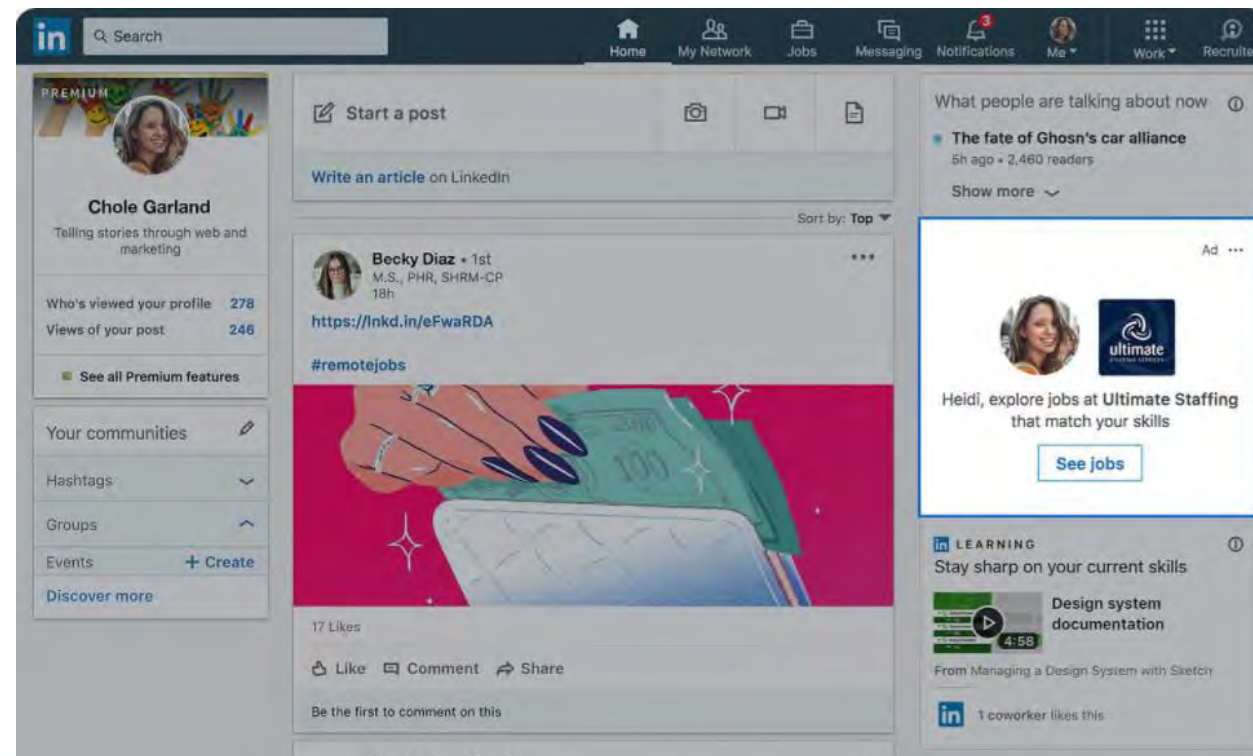 in
Search
Home
My Network
Jobs
Messaging
3
Notifications
Me
Work
Recruite
PREMIUM
Chole Garland
Telling stories through web and
marketing
Who's viewed your profile 278
Views of your post 246
See all Premium features
Your communities
Hashtags
Groups
Events + Create
Discover more
Start a post
Write an article on LinkedIn
Sort by: Top
Becky Diaz • 1st
M.S., PHR, SHRM-CP
18h
https://lnkd.in/eFwaRDA
#remotejobs
100
17 Likes
Like Comment Share
Be the first to comment on this
What people are talking about now
The fate of Ghosn's car alliance
5h ago • 2,460 readers
Show more
Ad
ultimate
Heidi, explore jobs at Ultimate Staffing
that match your skills
See jobs
in LEARNING
Stay sharp on your current skills
Design system
documentation
4:58
From Managing a Design System with Sketch
in
1 coworker likes this